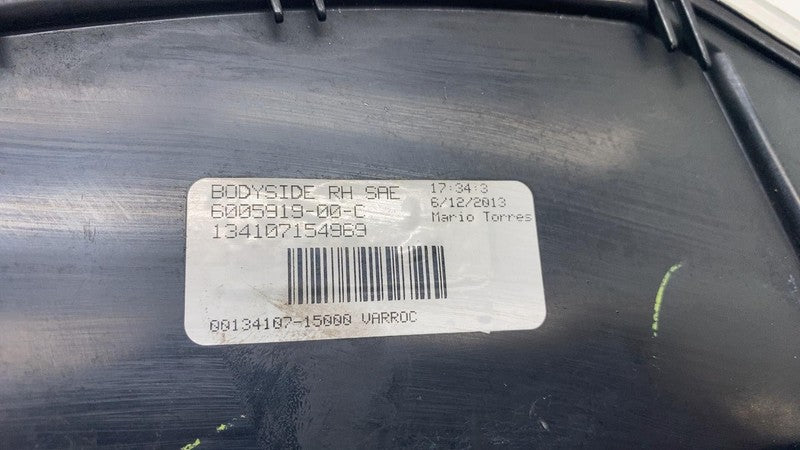 BODYSIDE RH SAE
6005919-00-C
134107154969
17:34:3
6/12/2013
Mario Torres
00134107-15000 VARROC